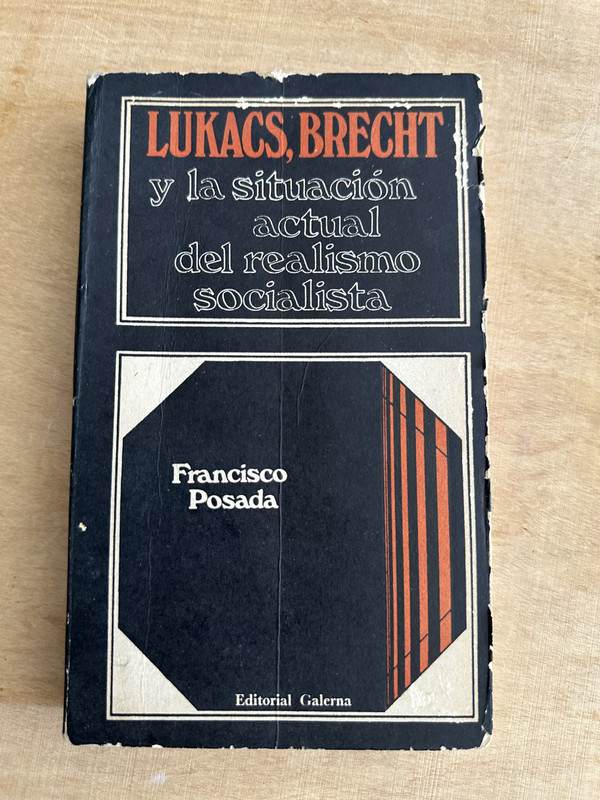 LUKACS, BRECHT
y la situación
actual
del realismo
socialista
Francisco
Posada
Editorial Galerna